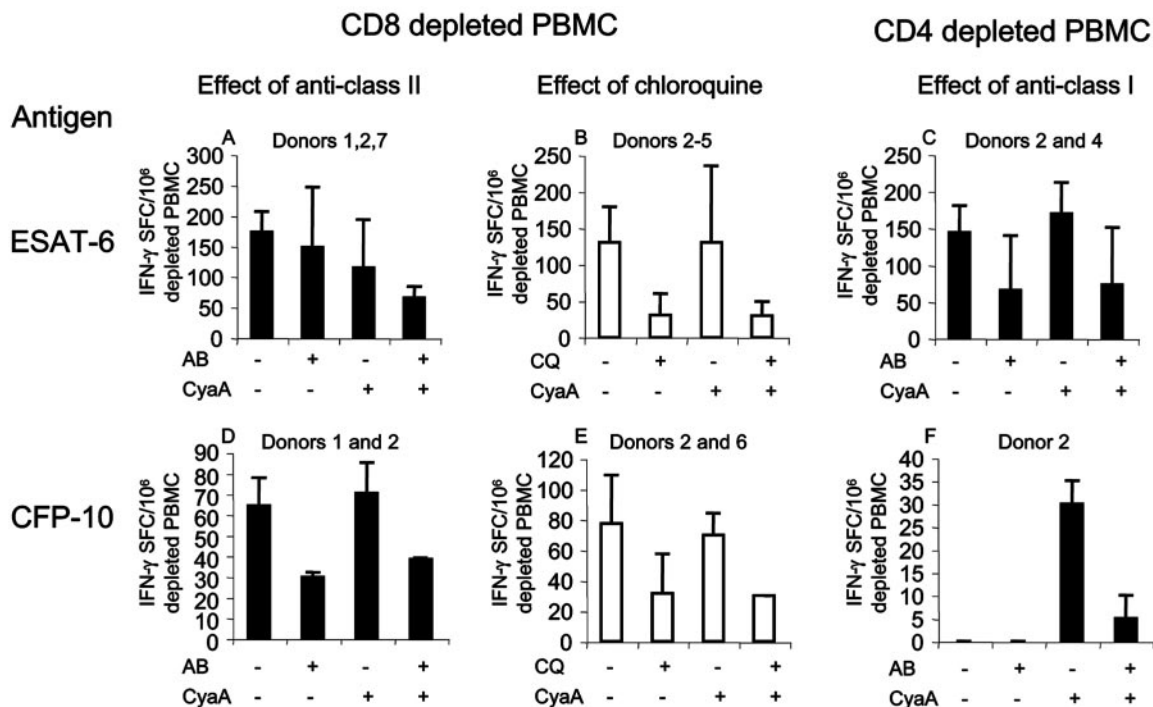 CD8 depleted PBMC
CD4 depleted PBMC
Effect of anti-class II
Effect of chloroquine
Effect of anti-class I
Antigen
ESAT-6
A
Donors 1,2,7
IFN-γ SFC/10⁶
depleted PBMC
300
250
200
150
100
50
0
AB - + - +
CyaA - - + +
B
Donors 2-5
IFN-γ SFC/10⁶
depleted PBMC
250
200
150
100
50
0
CQ - + - +
CyaA - - + +
C
Donors 2 and 4
IFN-γ SFC/10⁶
depleted PBMC
250
200
150
100
50
0
AB - + - +
CyaA - - + +
CFP-10
D
Donors 1 and 2
IFN-γ SFC/10⁶
depleted PBMC
90
80
70
60
50
40
30
20
10
0
AB - + - +
CyaA - - + +
E
Donors 2 and 6
IFN-γ SFC/10⁶
depleted PBMC
120
100
80
60
40
20
0
CQ - + - +
CyaA - - + +
F
Donor 2
IFN-γ SFC/10⁶
depleted PBMC
40
35
30
25
20
15
10
5
0
AB - + - +
CyaA - - + +